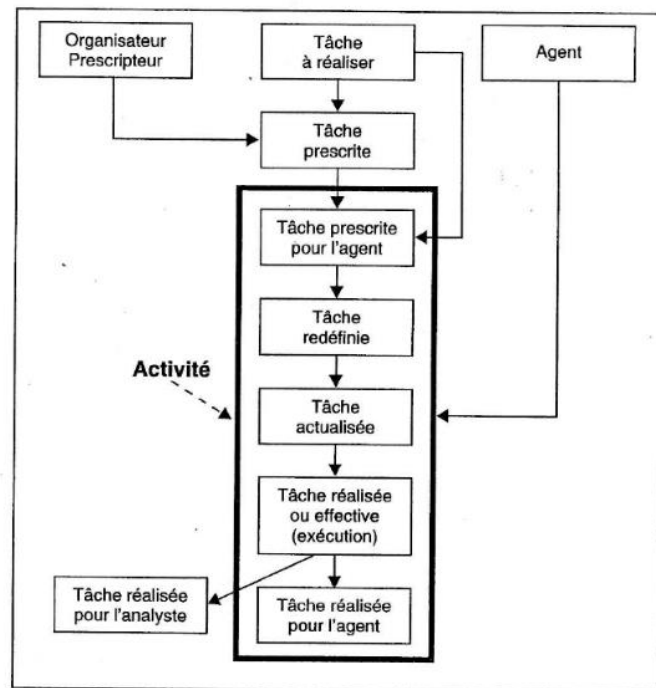 Organisateur
Prescripteur
Tâche
à réaliser
Agent
Tâche
prescrite
Tâche prescrite
pour l'agent
Tâche
redéfinie
Activité
Tâche
actualisée
Tâche réalisée
ou effective
(exécution)
Tâche réalisée
pour l'analyste
Tâche réalisée
pour l'agent